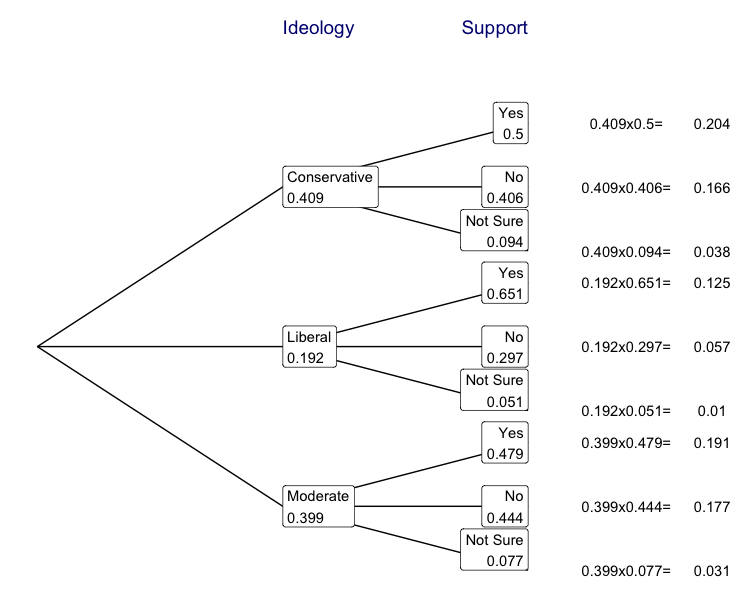 Ideology Support
Yes
0.5
0.409x0.5= 0.204
Conservative
0.409
No
0.406
0.409x0.406= 0.166
Not Sure
0.094
0.409x0.094= 0.038
Yes
0.651
0.192x0.651= 0.125
Liberal
0.192
No
0.297
0.192x0.297= 0.057
Not Sure
0.051
0.192x0.051= 0.01
Yes
0.479
0.399x0.479= 0.191
Moderate
0.399
No
0.444
0.399x0.444= 0.177
Not Sure
0.077
0.399x0.077= 0.031